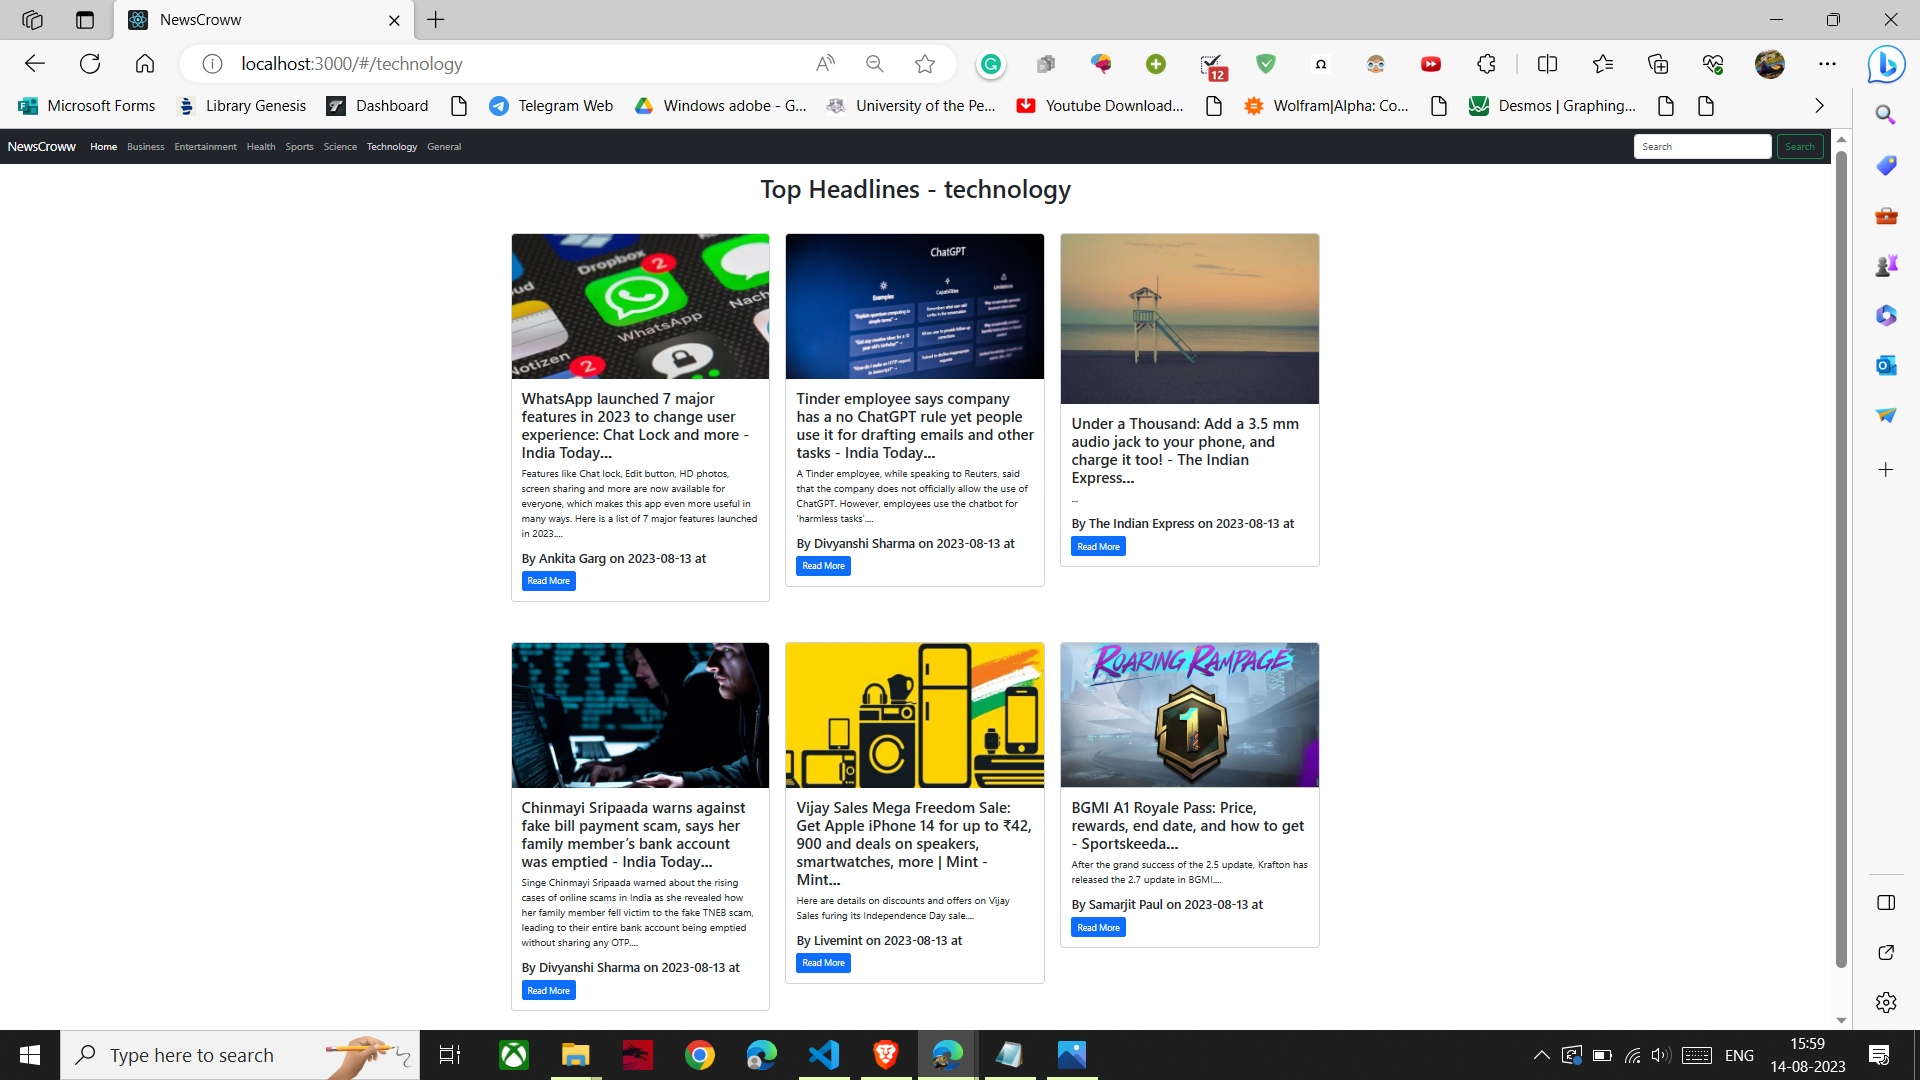 NewsCroww
localhost:3000/#/technology
12
Microsoft Forms Library Genesis Dashboard Telegram Web Windows adobe - G... University of the Pe... Youtube Download... Wolfram|Alpha: Co... Desmos | Graphing...
NewsCroww Home Business Entertainment Health Sports Science Technology General Search Search
Top Headlines - technology
Dropbox
2
WhatsApp
Notizen
2
ChatGPT
Examples
Capabilities
Limitations
WhatsApp launched 7 major
features in 2023 to change user
experience: Chat Lock and more -
India Today...
Features like Chat lock, Edit button, HD photos,
screen sharing and more are now available for
everyone, which makes this app even more useful in
many ways. Here is a list of 7 major features launched
in 2023....
By Ankita Garg on 2023-08-13 at
Read More
Tinder employee says company
has a no ChatGPT rule yet people
use it for drafting emails and other
tasks - India Today...
A Tinder employee, while speaking to Reuters, said
that the company does not officially allow the use of
ChatGPT. However, employees use the chatbot for
'harmless tasks'....
By Divyanshi Sharma on 2023-08-13 at
Read More
Under a Thousand: Add a 3.5 mm
audio jack to your phone, and
charge it too! - The Indian
Express...
...
By The Indian Express on 2023-08-13 at
Read More
Chinmayi Sripaada warns against
fake bill payment scam, says her
family member's bank account
was emptied - India Today...
Singe Chinmayi Sripaada warned about the rising
cases of online scams in India as she revealed how
her family member fell victim to the fake TNEB scam,
leading to their entire bank account being emptied
without sharing any OTP....
By Divyanshi Sharma on 2023-08-13 at
Read More
Vijay Sales Mega Freedom Sale:
Get Apple iPhone 14 for up to ₹42,
900 and deals on speakers,
smartwatches, more | Mint -
Mint...
Here are details on discounts and offers on Vijay
Sales furing its Independence Day sale....
By Livemint on 2023-08-13 at
Read More
ROARING RAMPAGE
1
BGMI A1 Royale Pass: Price,
rewards, end date, and how to get
- Sportskeeda...
After the grand success of the 2.5 update, Krafton has
released the 2.7 update in BGMI....
By Samarjit Paul on 2023-08-13 at
Read More
Type here to search
ENG
15:59
14-08-2023